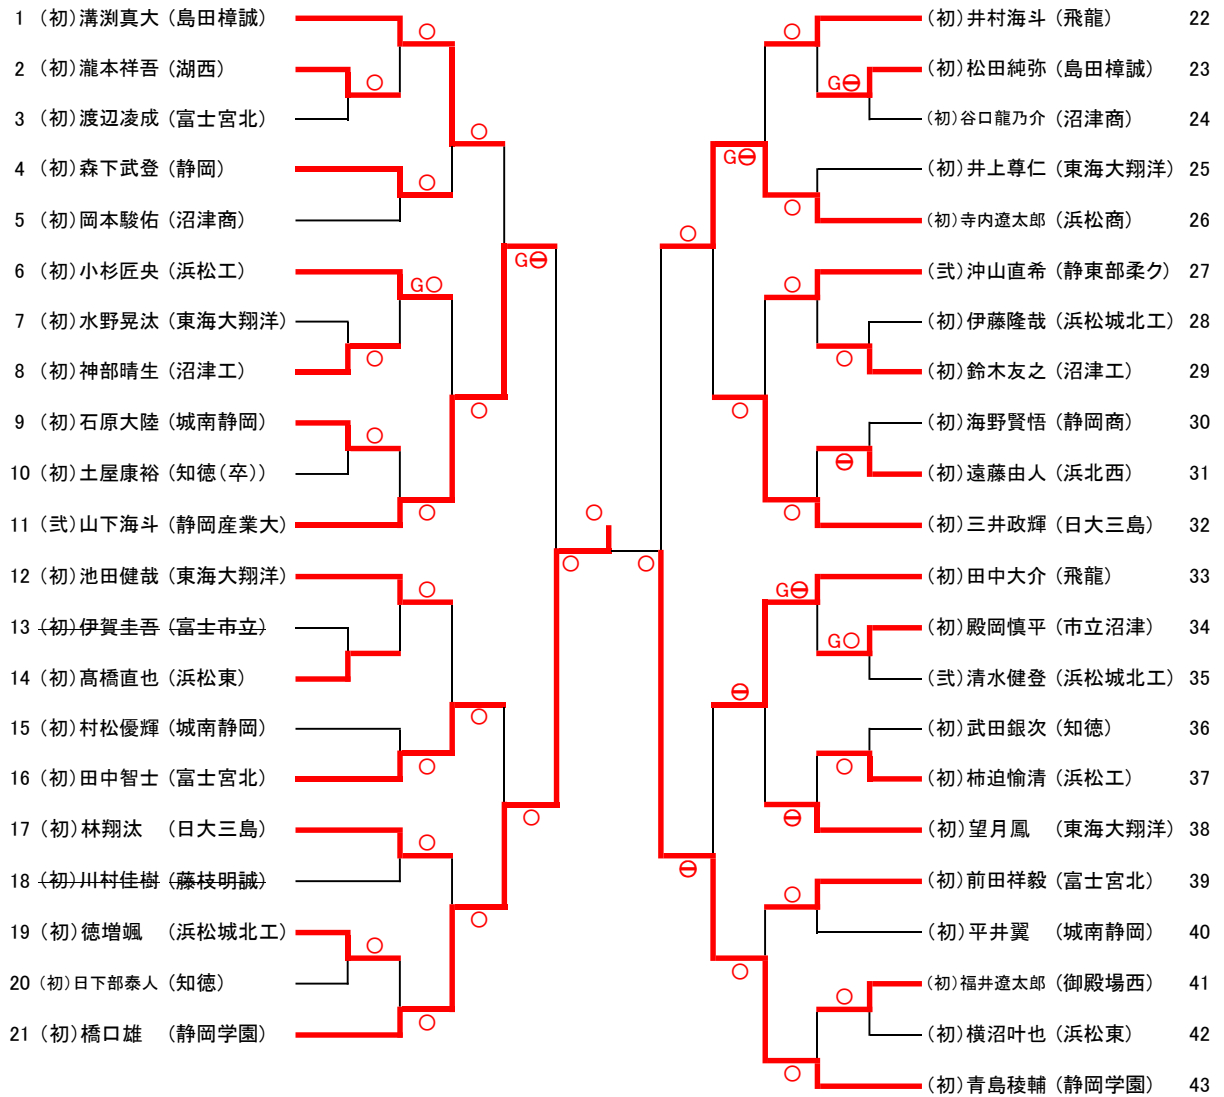 1 (初)溝渕真大 (島田樟誠)
2 (初)瀧本祥吾 (湖西)
3 (初)渡辺凌成 (富士宮北)
4 (初)森下武登 (静岡)
5 (初)岡本駿佑 (沼津商)
6 (初)小杉匠央 (浜松工)
7 (初)水野晃汰 (東海大翔洋)
8 (初)神部晴生 (沼津工)
9 (初)石原大陸 (城南静岡)
10 (初)土屋康裕 (知徳(卒))
11 (弐)山下海斗 (静岡産業大)
12 (初)池田健哉 (東海大翔洋)
13 (初)伊賀圭吾 (富士市立)
14 (初)髙橋直也 (浜松東)
15 (初)村松優輝 (城南静岡)
16 (初)田中智士 (富士宮北)
17 (初)林翔汰 (日大三島)
18 (初)川村佳樹 (藤枝明誠)
19 (初)徳増颯 (浜松城北工)
20 (初)日下部泰人 (知徳)
21 (初)橋口雄 (静岡学園)
G○
G⊖
G⊖
G⊖
G⊖
G○
(初)井村海斗 (飛龍) 22
(初)松田純弥 (島田樟誠) 23
(初)谷口龍乃介 (沼津商) 24
(初)井上尊仁 (東海大翔洋) 25
(初)寺内遼太郎 (浜松商) 26
(弐)沖山直希 (静東部柔ク) 27
(初)伊藤隆哉 (浜松城北工) 28
(初)鈴木友之 (沼津工) 29
(初)海野賢悟 (静岡商) 30
(初)遠藤由人 (浜北西) 31
(初)三井政輝 (日大三島) 32
(初)田中大介 (飛龍) 33
(初)殿岡慎平 (市立沼津) 34
(弐)清水健登 (浜松城北工) 35
(初)武田銀次 (知徳) 36
(初)柿迫愉清 (浜松工) 37
(初)望月鳳 (東海大翔洋) 38
(初)前田祥毅 (富士宮北) 39
(初)平井翼 (城南静岡) 40
(初)福井遼太郎 (御殿場西) 41
(初)横沼叶也 (浜松東) 42
(初)青島稜輔 (静岡学園) 43